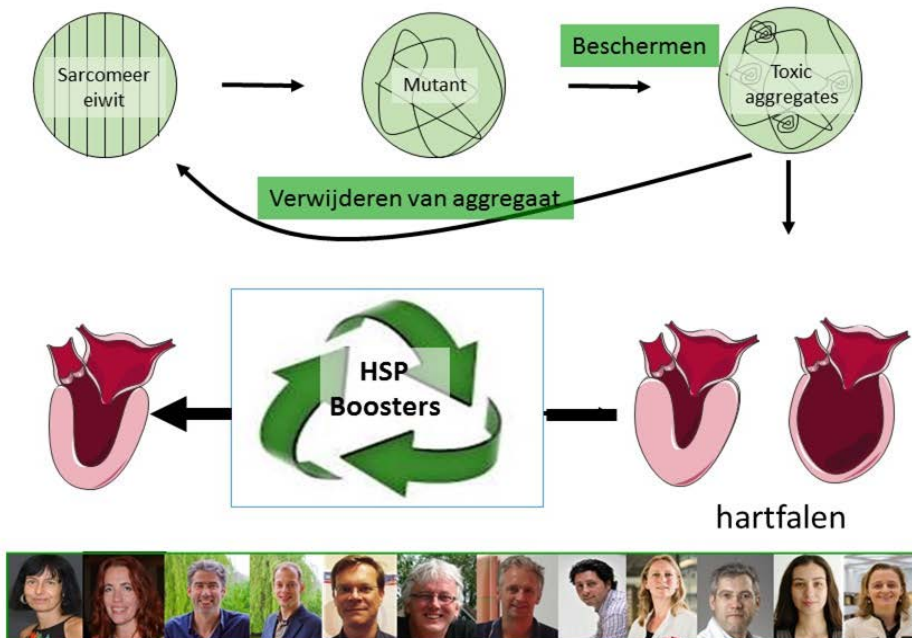 Sarcomeer
eiwit
Mutant
Beschermen
Toxic
aggregates
Verwijderen van aggregaat
HSP
Boosters
hartfalen